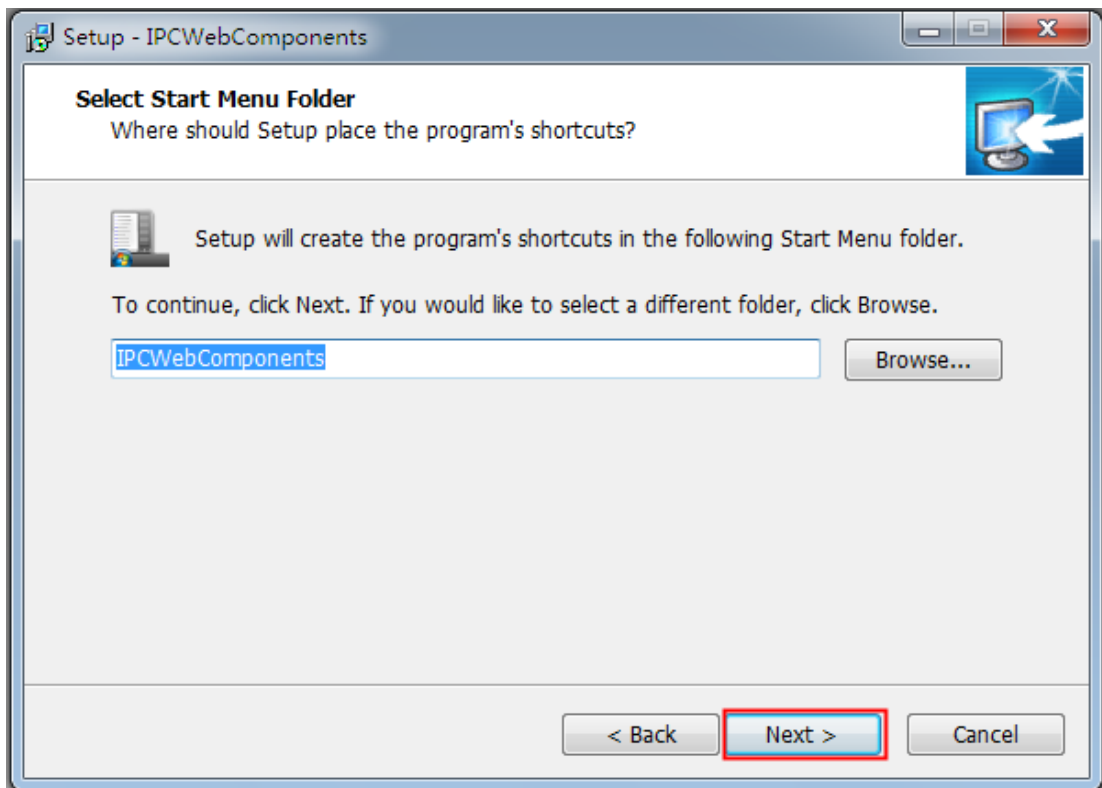 Setup - IPCWebComponents
Select Start Menu Folder
Where should Setup place the program's shortcuts?
Setup will create the program's shortcuts in the following Start Menu folder.
To continue, click Next. If you would like to select a different folder, click Browse.
IPCWebComponents
Browse...
< Back
Next >
Cancel